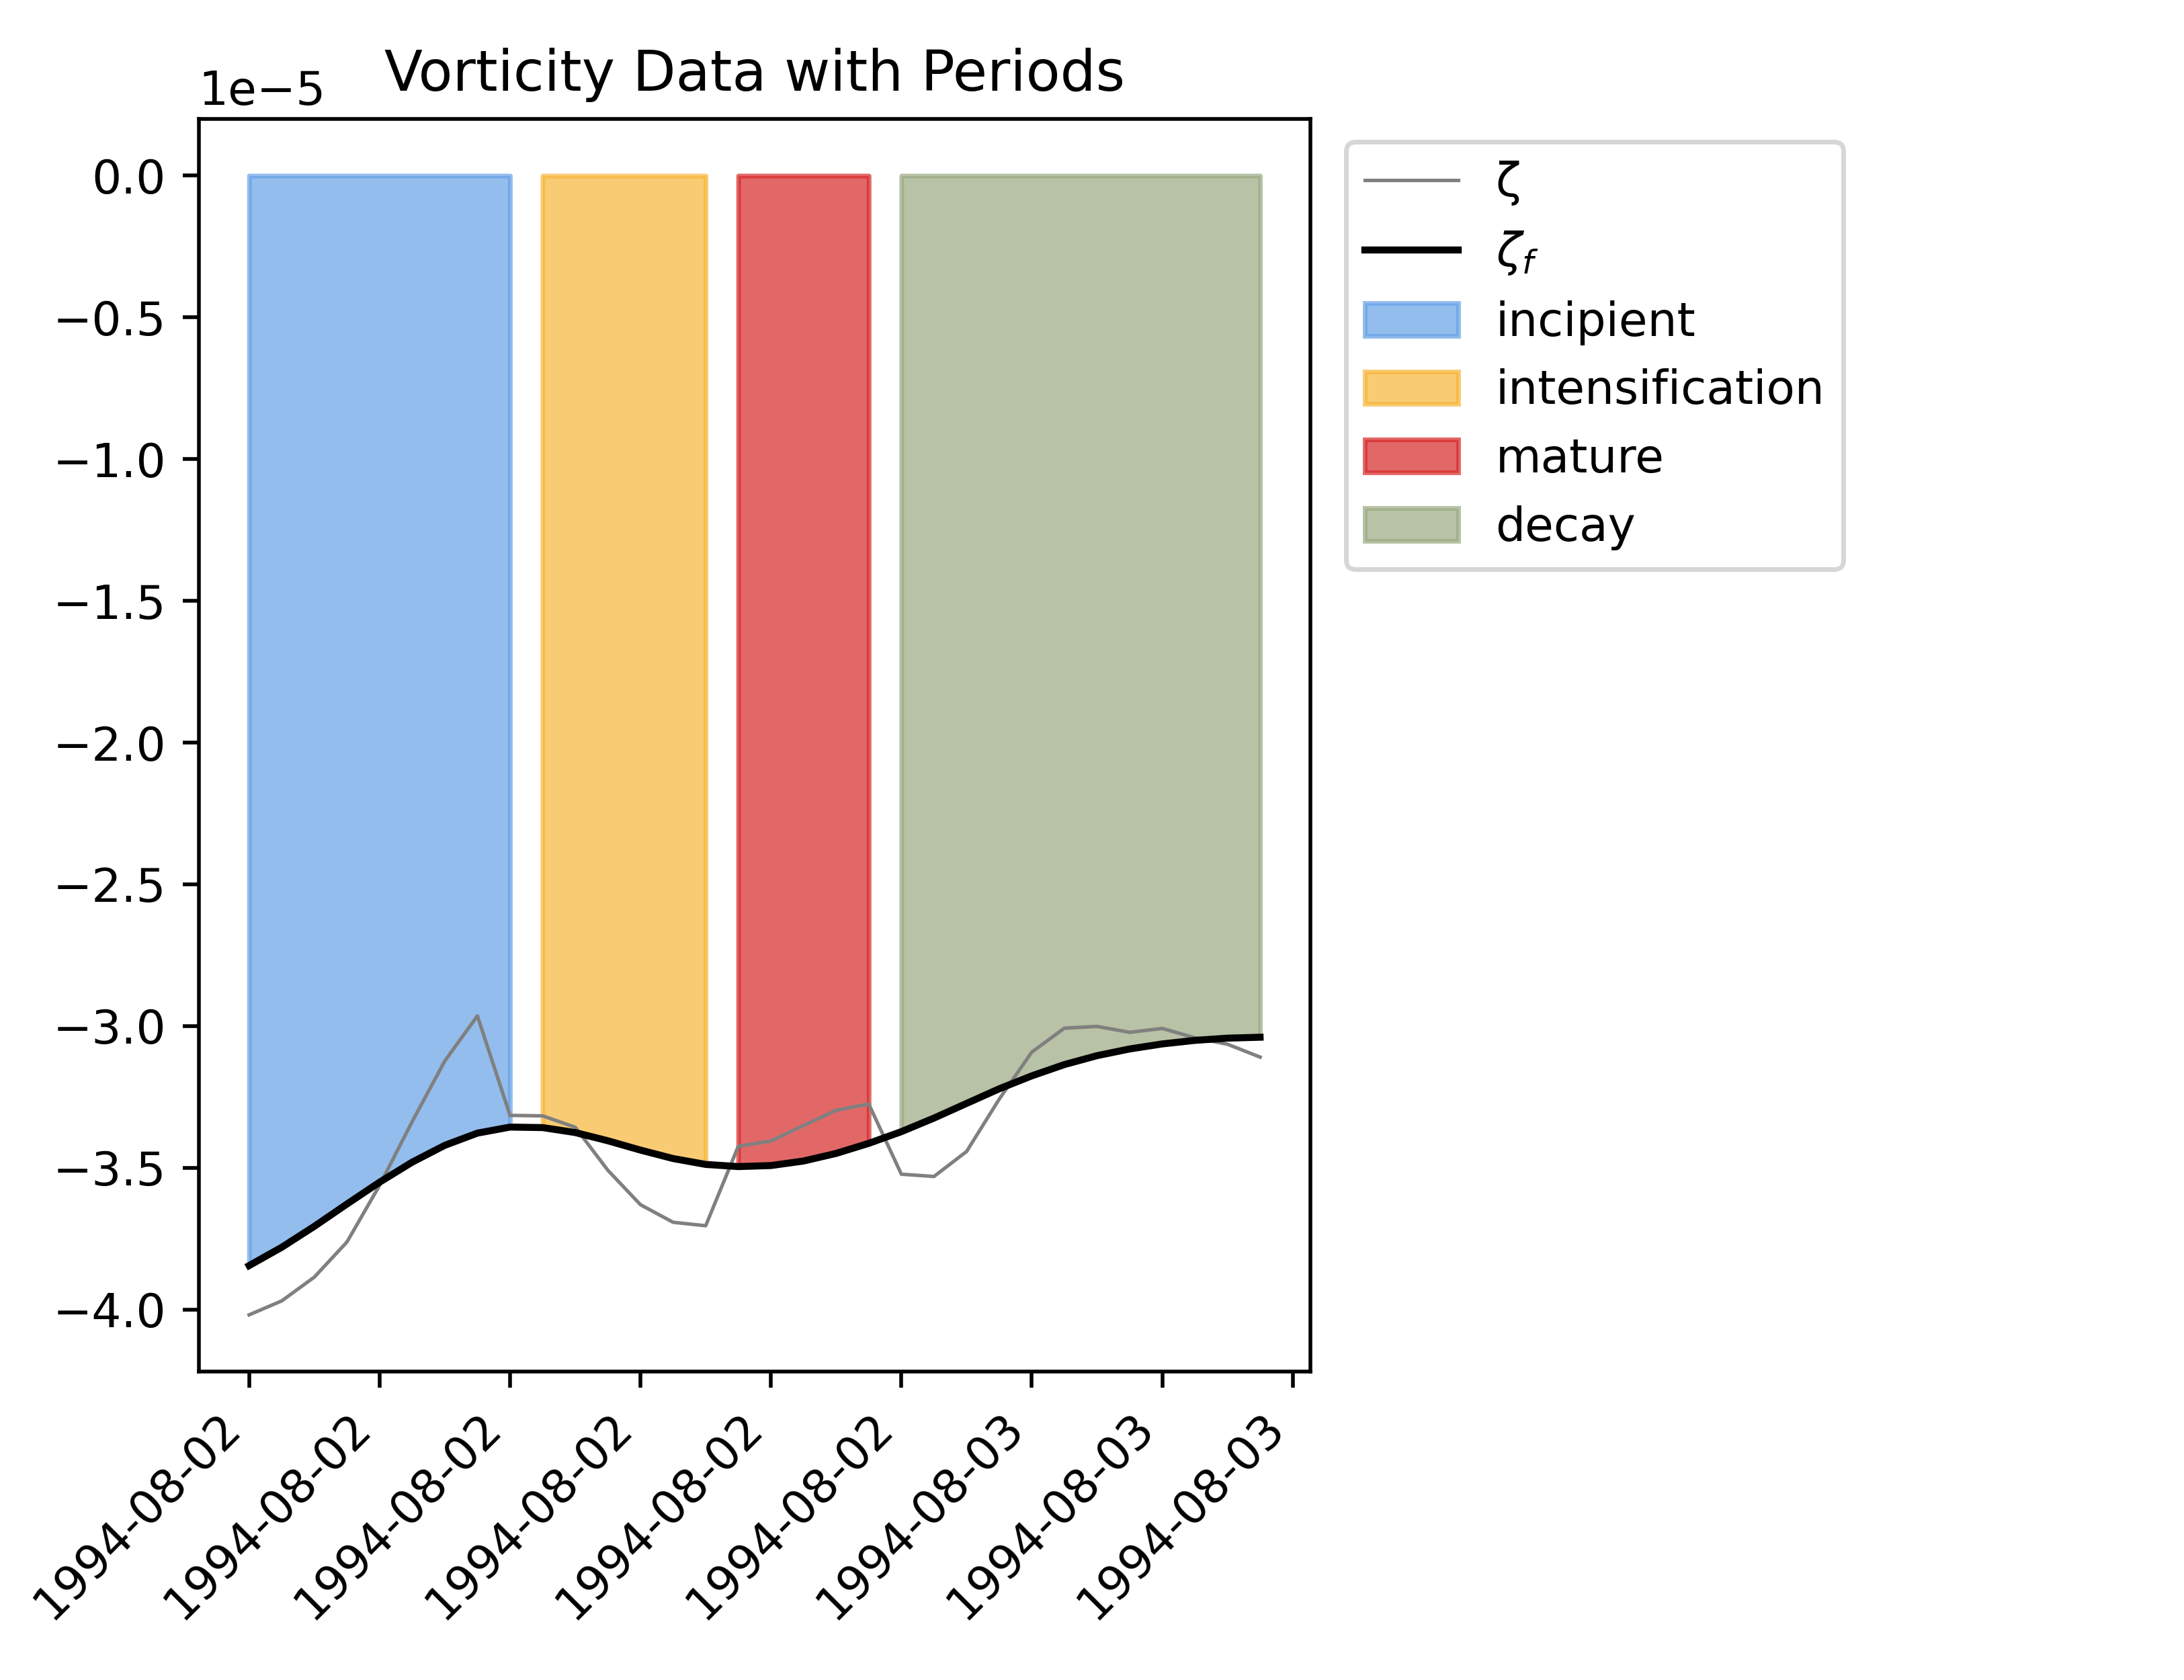 Vorticity Data with Periods
1e−5
0.0
−0.5
−1.0
−1.5
−2.0
−2.5
−3.0
−3.5
−4.0
1994-08-02
1994-08-02
1994-08-02
1994-08-02
1994-08-02
1994-08-02
1994-08-03
1994-08-03
1994-08-03
ζ
ζf
incipient
intensification
mature
decay